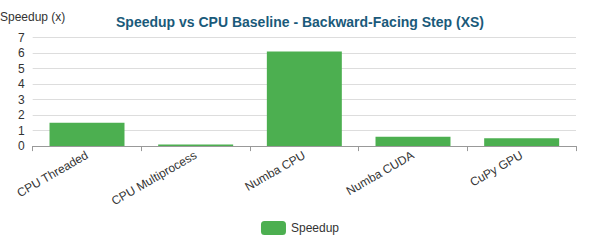 Speedup (x)
Speedup vs CPU Baseline - Backward-Facing Step (XS)
7
6
5
4
3
2
1
0
CPU Threaded
CPU Multiprocess
Numba CPU
Numba CUDA
CuPy GPU
Speedup